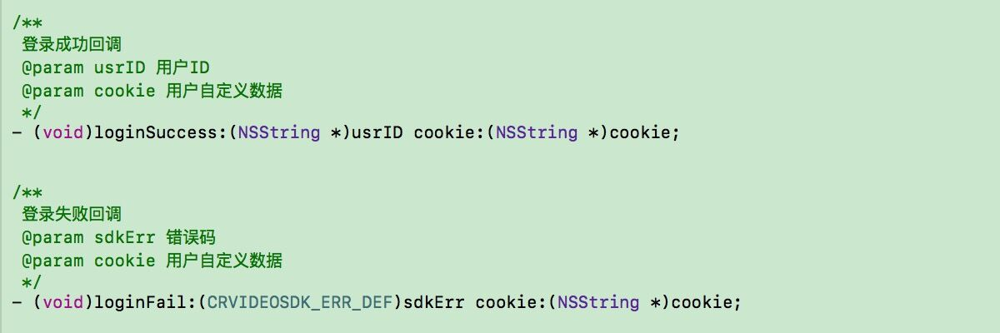 /**
登录成功回调
@param usrID 用户ID
@param cookie 用户自定义数据
*/
- (void)loginSuccess:(NSString *)usrID cookie:(NSString *)cookie;
/**
登录失败回调
@param sdkErr 错误码
@param cookie 用户自定义数据
*/
- (void)loginFail:(CRVIDEOSDK_ERR_DEF)sdkErr cookie:(NSString *)cookie;